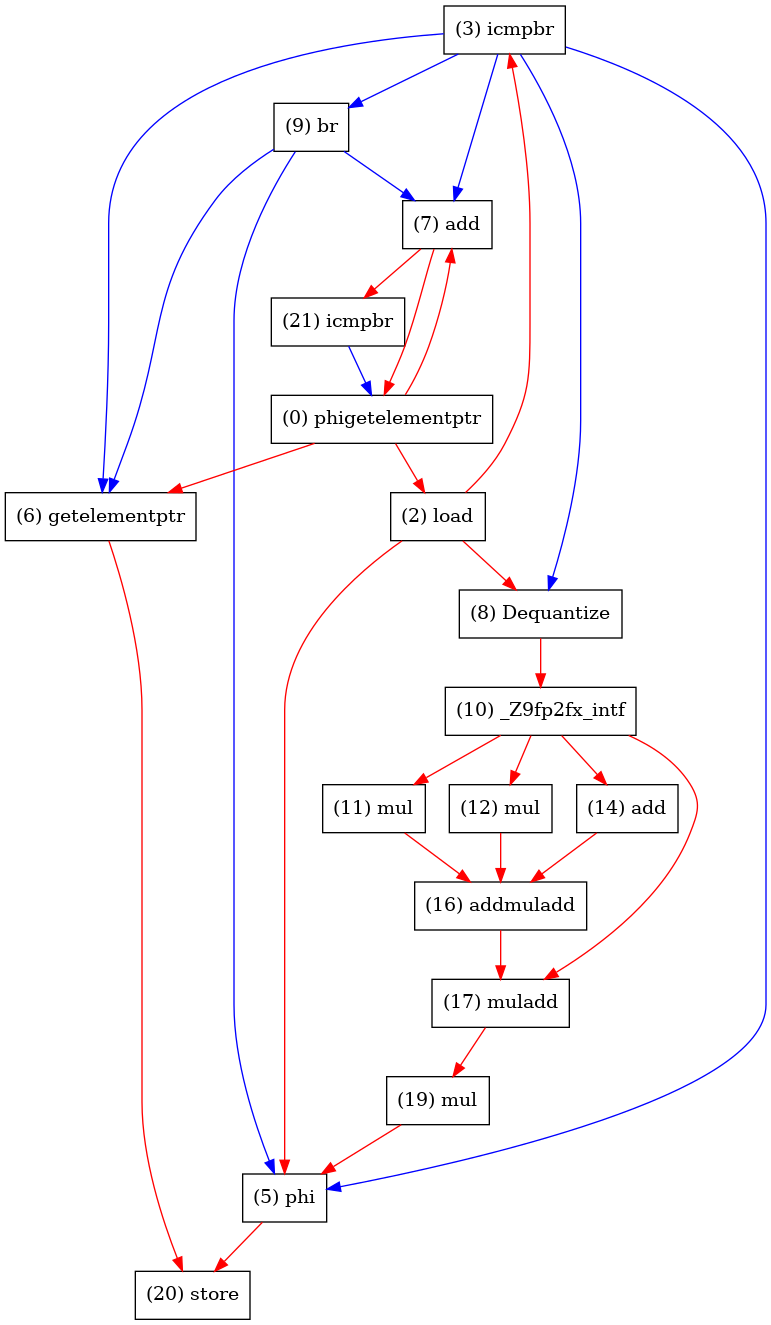 (3) icmpbr
(9) br
(7) add
(21) icmpbr
(0) phigetelementptr
(6) getelementptr
(2) load
(8) Dequantize
(10) _Z9fp2fx_intf
(11) mul
(12) mul
(14) add
(16) addmuladd
(17) muladd
(19) mul
(5) phi
(20) store